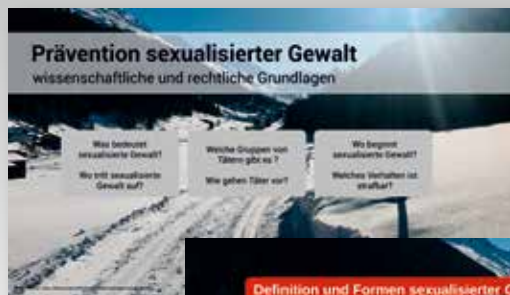 Prävention sexualisierter Gewalt
wissenschaftliche und rechtliche Grundlagen
Was bedeutet
sexualisierte Gewalt?
Wo tritt sexualisierte
Gewalt auf?
Welche Gruppen von
Tätern gibt es ?
Wie gehen Täter vor?
Wo beginnt
sexualisierte Gewalt?
Welches Verhalten ist
strafbar?
Definition und Formen sexualisierter